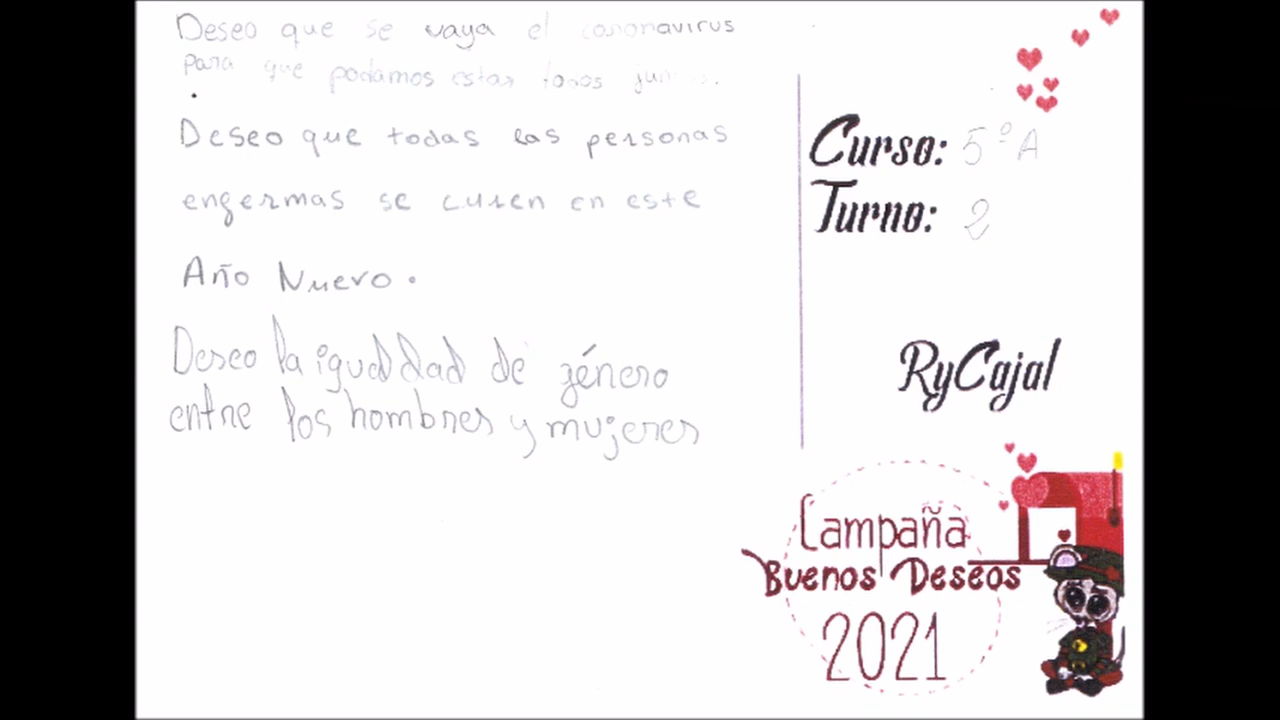 Deseo que se vaya el coronavirus
para que podamos estar todos juntos.
Deseo que todas las personas
engermas se curen en este
Año Nuevo.
Deseo la igualdad de género
entre los hombres y mujeres
Curso: 5º A
Turno: 2
RyCajal
Campaña
Buenos Deseos
2021